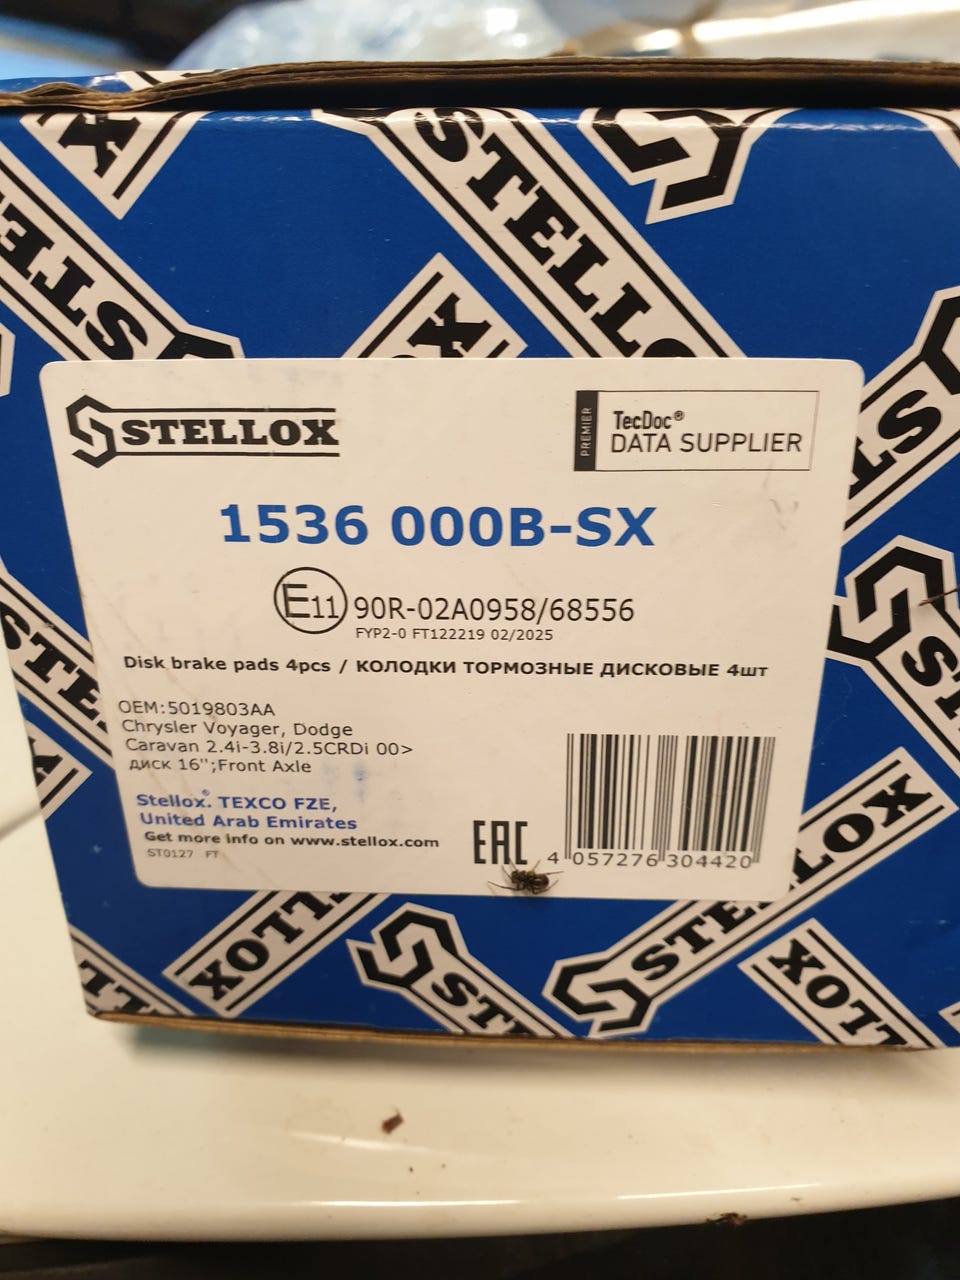 STELLOX
STELLOX
PREMIER
TecDoc®
DATA SUPPLIER
1536 000B-SX
E11 90R-02A0958/68556
FYP2-0 FT122219 02/2025
Disk brake pads 4pcs / КОЛОДКИ ТОРМОЗНЫЕ ДИСКОВЫЕ 4шт
OEM:5019803AA
Chrysler Voyager, Dodge
Caravan 2.4i-3.8i/2.5CRDi 00>
диск 16";Front Axle
Stellox® TEXCO FZE,
United Arab Emirates
Get more info on www.stellox.com
ST0127 FT
EAC
4 057276 304420
STELLOX